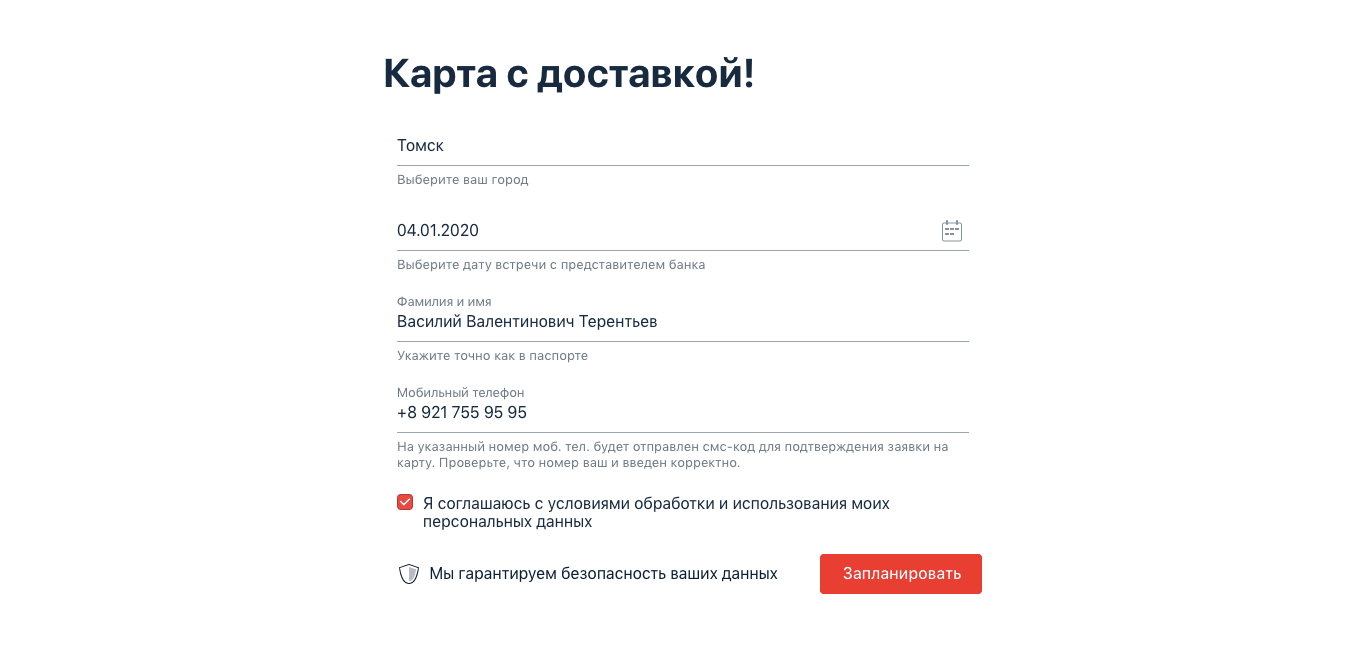 Карта с доставкой!
Томск
Выберите ваш город
04.01.2020
Выберите дату встречи с представителем банка
Фамилия и имя
Василий Валентинович Терентьев
Укажите точно как в паспорте
Мобильный телефон
+8 921 755 95 95
На указанный номер моб. тел. будет отправлен смс-код для подтверждения заявки на
карту. Проверьте, что номер ваш и введен корректно.
Я соглашаюсь с условиями обработки и использования моих
персональных данных
Мы гарантируем безопасность ваших данных
Запланировать